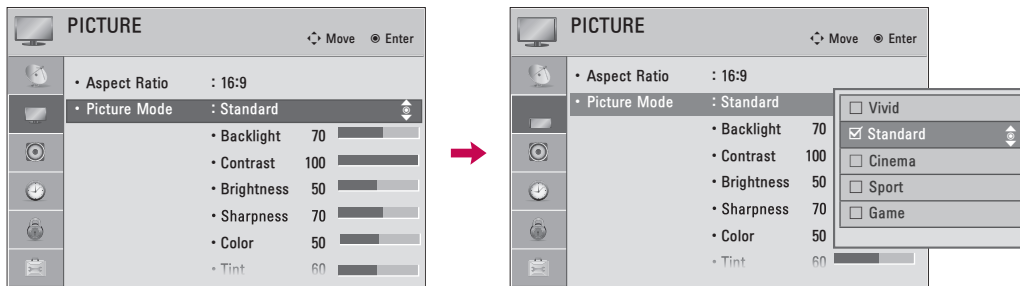 PICTURE
Move Enter
• Aspect Ratio : 16:9
• Picture Mode : Standard
• Backlight 70
• Contrast 100
• Brightness 50
• Sharpness 70
• Color 50
• Tint 60
PICTURE
Move Enter
• Aspect Ratio : 16:9
• Picture Mode : Standard
• Backlight 70
• Contrast 100
• Brightness 50
• Sharpness 70
• Color 50
• Tint 60
Vivid
Standard
Cinema
Sport
Game